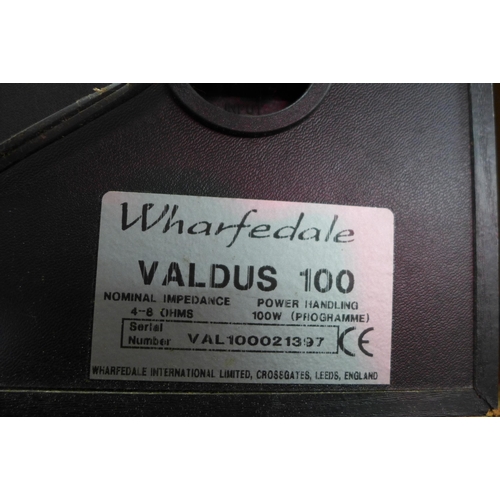 Wharfedale
VALDUS 100
NOMINAL IMPEDANCE POWER HANDLING
4-8 OHMS 100W (PROGRAMME)
Serial
Number VAL100021397 CE
WHARFEDALE INTERNATIONAL LIMITED, CROSSGATES, LEEDS, ENGLAND